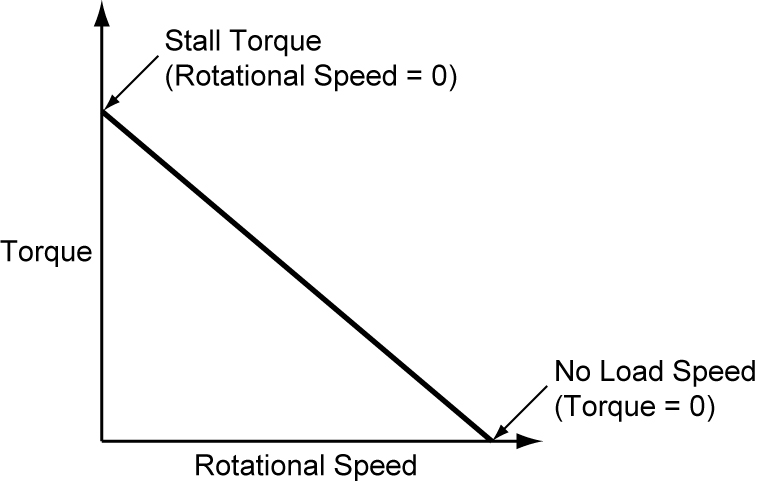 Stall Torque
(Rotational Speed = 0)
Torque
No Load Speed
(Torque = 0)
Rotational Speed